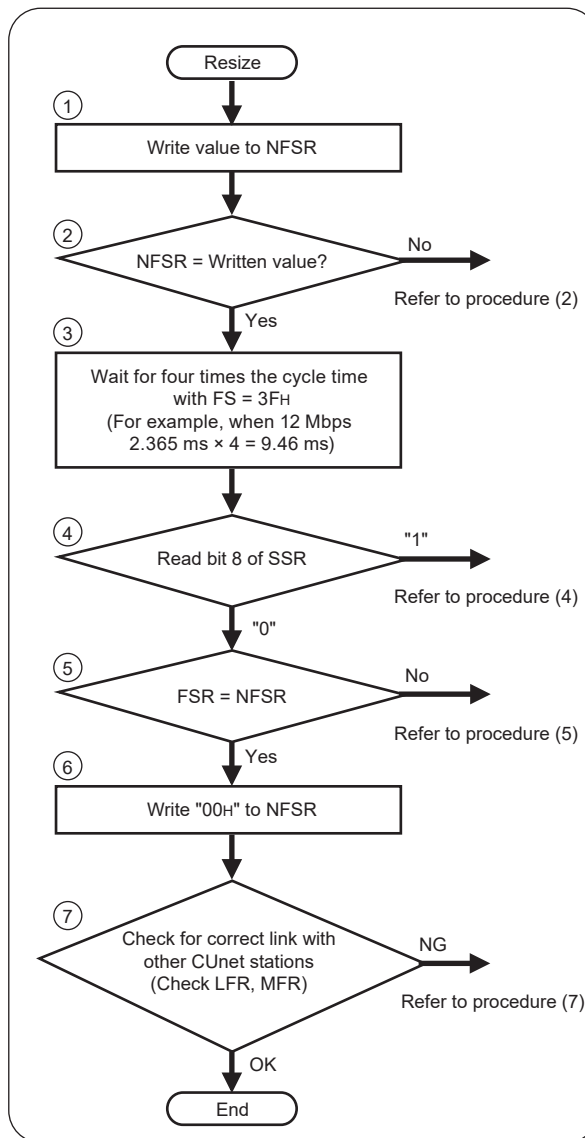 Resize
1
Write value to NFSR
2
NFSR = Written value?
No
Refer to procedure (2)
Yes
3
Wait for four times the cycle time
with FS = 3FH
(For example, when 12 Mbps
2.365 ms × 4 = 9.46 ms)
4
Read bit 8 of SSR
"1"
Refer to procedure (4)
"0"
5
FSR = NFSR
No
Refer to procedure (5)
Yes
6
Write "00H" to NFSR
7
Check for correct link with
other CUnet stations
(Check LFR, MFR)
NG
Refer to procedure (7)
OK
End